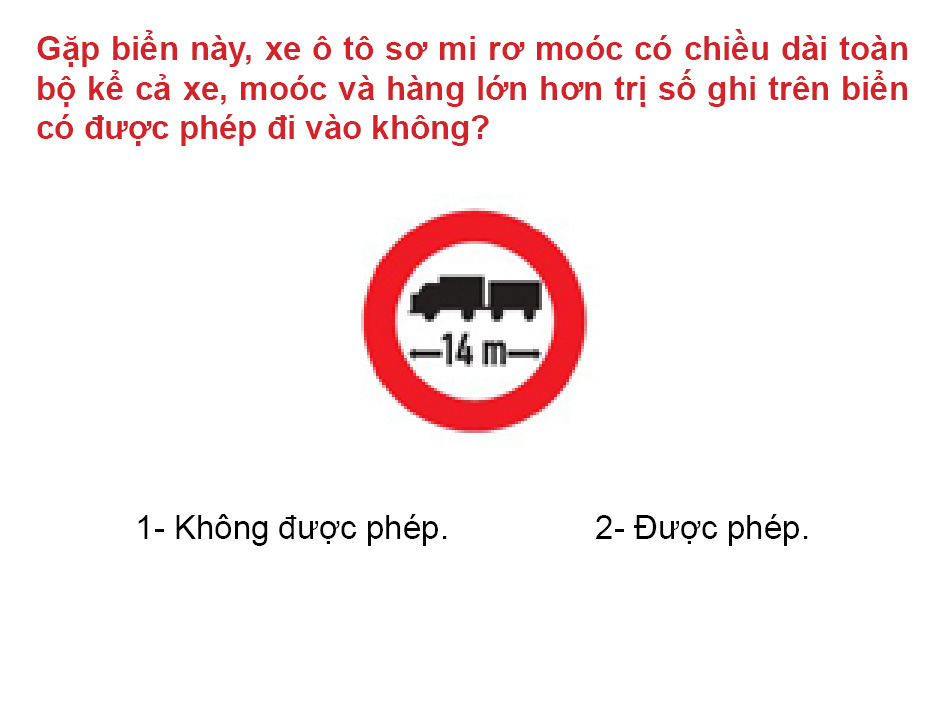 Gặp biển này, xe ô tô sơ mi rơ moóc có chiều dài toàn
bộ kể cả xe, moóc và hàng lớn hơn trị số ghi trên biển
có được phép đi vào không?
14 m
1- Không được phép. 2- Được phép.